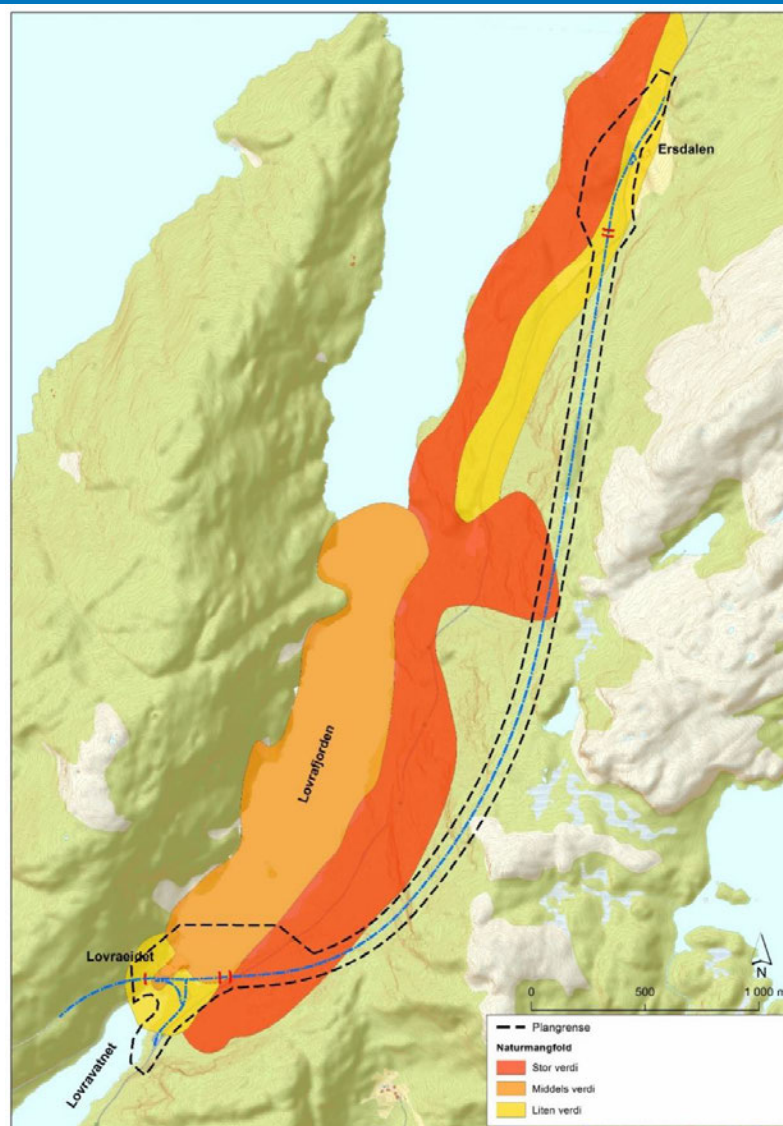 Ersdalen
Lovrafjorden
Lovraeidet
Lovravatnet
N
0 500 1 000 m
Plangrense
Naturmangfold
Stor verdi
Middels verdi
Liten verdi